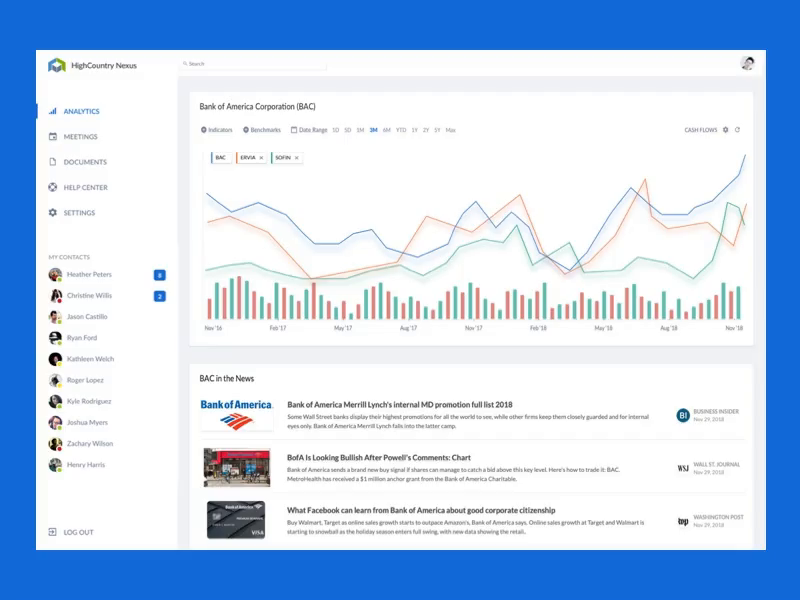 HighCountry Nexus
Search
ANALYTICS
MEETINGS
DOCUMENTS
HELP CENTER
SETTINGS
MY CONTACTS
Heather Peters 8
Christine Willis 2
Jason Castillo
Ryan Ford
Kathleen Welch
Roger Lopez
Kyle Rodriguez
Joshua Myers
Zachary Wilson
Henry Harris
LOG OUT
Bank of America Corporation (BAC)
Indicators Benchmarks Date Range 1D 5D 1M 3M 6M YTD 1Y 2Y 5Y Max CASH FLOWS
BAC ERVIA × SOFIN ×
Nov '16 Feb '17 May '17 Aug '17 Nov '17 Feb '18 May '18 Aug '18 Nov '18
BAC in the News
Bank of America
Bank of America Merrill Lynch's internal MD promotion full list 2018
Some Wall Street banks display their highest promotions for all the world to see, while other firms keep them closely guarded and for internal
eyes only. Bank of America Merrill Lynch falls into the latter camp.
BI BUSINESS INSIDER
Nov 29, 2018
BofA Is Looking Bullish After Powell's Comments: Chart
Bank of America sends a brand new buy signal if shares can manage to catch a bid above this key level. Here's how to trade it: BAC.
MetroHealth has received a $1 million anchor grant from the Bank of America Charitable.
WSJ WALL ST. JOURNAL
Nov 29, 2018
Bank of America
VISA
What Facebook can learn from Bank of America about good corporate citizenship
Buy Walmart, Target as online sales growth starts to outpace Amazon's, Bank of America says. Online sales growth at Target and Walmart is
starting to snowball as the holiday season enters full swing, with new data showing the retail..
wp WASHINGTON POST
Nov 29, 2018